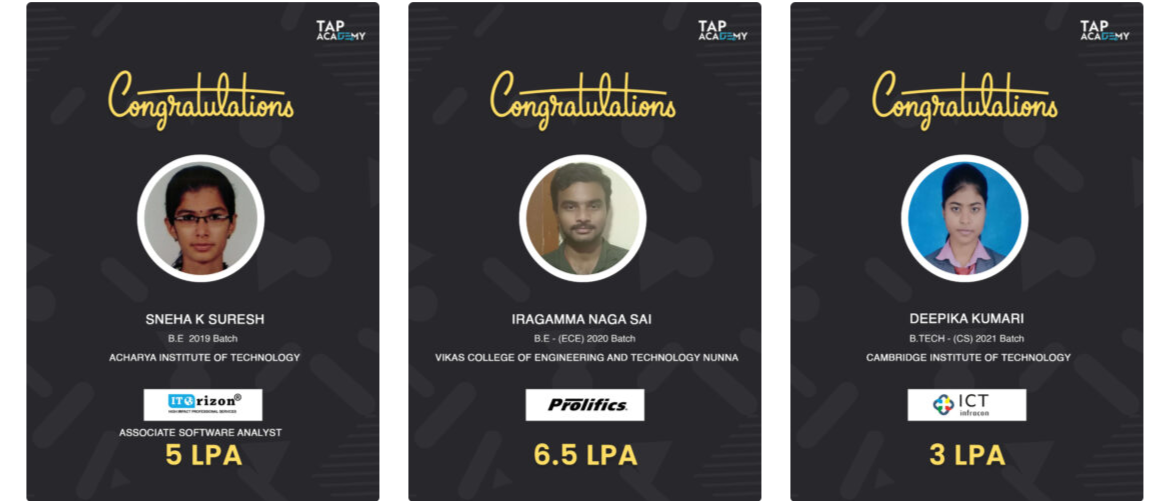 TAP
ACADEMY
Congratulations
SNEHA K SURESH
B.E 2019 Batch
ACHARYA INSTITUTE OF TECHNOLOGY
ITOrizon®
HIGH IMPACT PROFESSIONAL SERVICES
ASSOCIATE SOFTWARE ANALYST
5 LPA
TAP
ACADEMY
Congratulations
IRAGAMMA NAGA SAI
B.E - (ECE) 2020 Batch
VIKAS COLLEGE OF ENGINEERING AND TECHNOLOGY NUNNA
Prolifics.
6.5 LPA
TAP
ACADEMY
Congratulations
DEEPIKA KUMARI
B.TECH - (CS) 2021 Batch
CAMBRIDGE INSTITUTE OF TECHNOLOGY
ICT
infracon
3 LPA